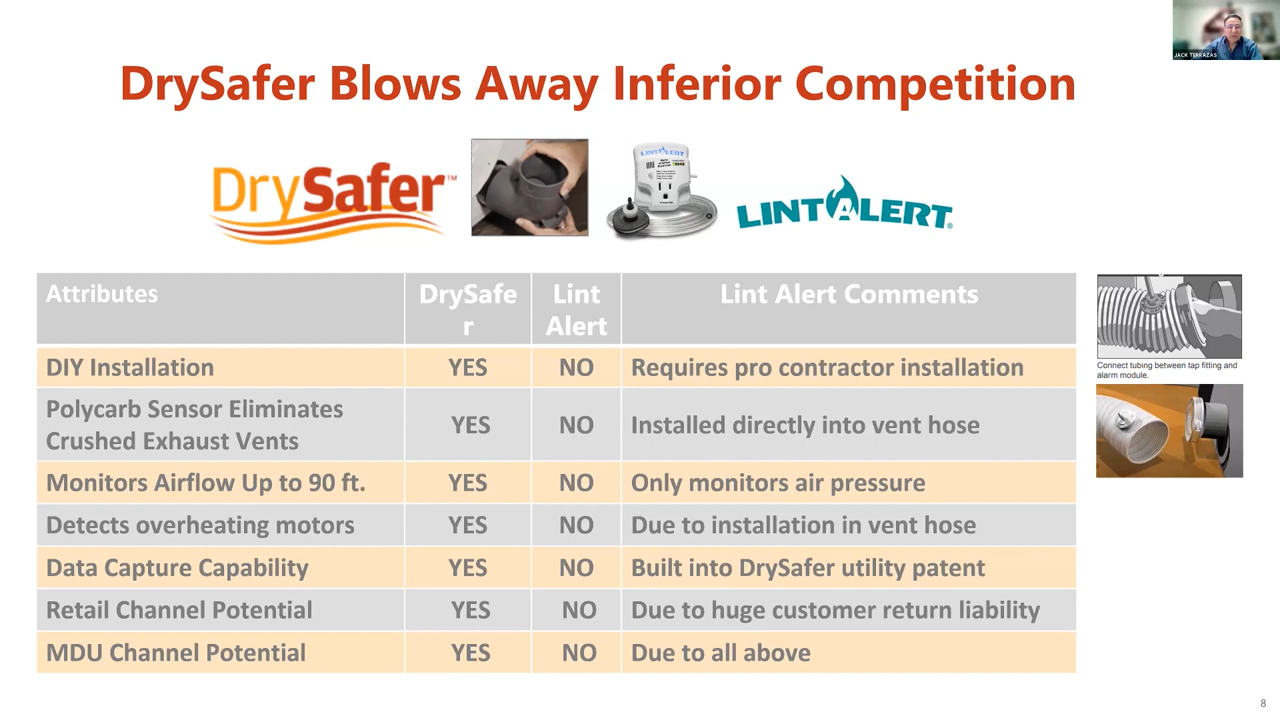 JACK TERRAZAS
DrySafer Blows Away Inferior Competition
DrySafer™
LINTALERT
LINTALERT®
Attributes
DrySafe
r
Lint
Alert
Lint Alert Comments
DIY Installation
YES
NO
Requires pro contractor installation
Polycarb Sensor Eliminates
Crushed Exhaust Vents
YES
NO
Installed directly into vent hose
Monitors Airflow Up to 90 ft.
YES
NO
Only monitors air pressure
Detects overheating motors
YES
NO
Due to installation in vent hose
Data Capture Capability
YES
NO
Built into DrySafer utility patent
Retail Channel Potential
YES
NO
Due to huge customer return liability
MDU Channel Potential
YES
NO
Due to all above
Connect tubing between tap fitting and
alarm module.
8